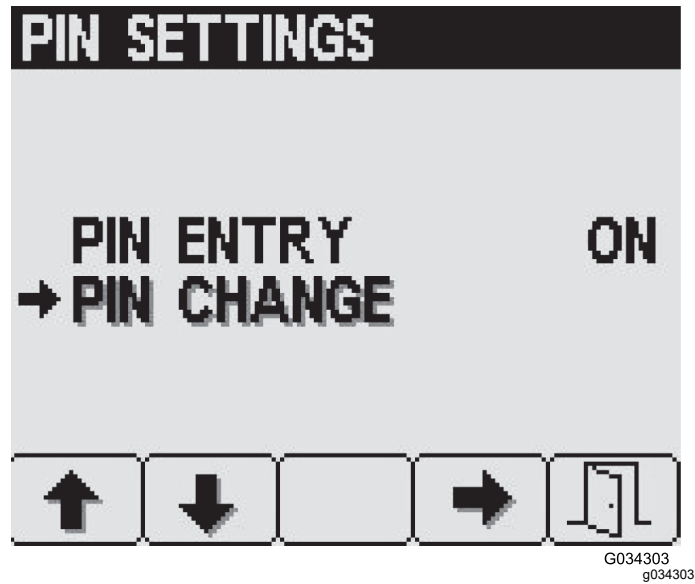 PIN SETTINGS
PIN ENTRY ON
PIN CHANGE
G034303
g034303